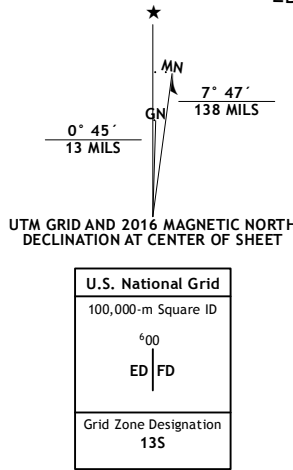 MN
7° 47´
138 MILS
GN
0° 45´
13 MILS
UTM GRID AND 2016 MAGNETIC NORTH
DECLINATION AT CENTER OF SHEET
U.S. National Grid
100,000-m Square ID
⁶00
ED FD
Grid Zone Designation
13S